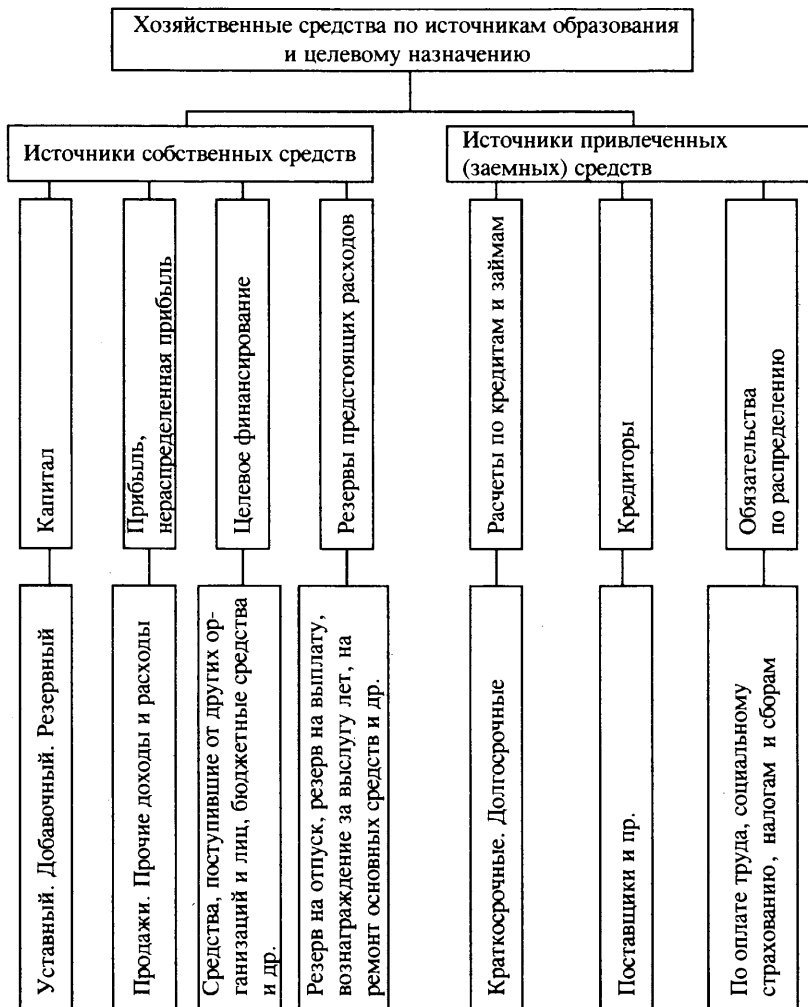 Хозяйственные средства по источникам образования
и целевому назначению
Источники собственных средств
Источники привлеченных
(заемных) средств
Капитал
Прибыль,
нераспределенная прибыль
Целевое финансирование
Резервы предстоящих расходов
Расчеты по кредитам и займам
Кредиторы
Обязательства
по распределению
Уставный. Добавочный. Резервный
Продажи. Прочие доходы и расходы
Средства, поступившие от других ор-
ганизаций и лиц, бюджетные средства
и др.
Резерв на отпуск, резерв на выплату,
вознаграждение за выслугу лет, на
ремонт основных средств и др.
Краткосрочные. Долгосрочные
Поставщики и пр.
По оплате труда, социальному
страхованию, налогам и сборам